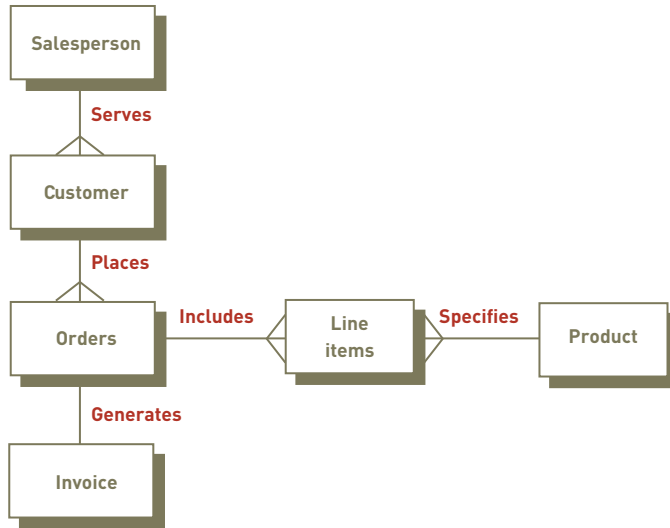 Salesperson
Serves
Customer
Places
Orders
Includes
Line
items
Specifies
Product
Generates
Invoice